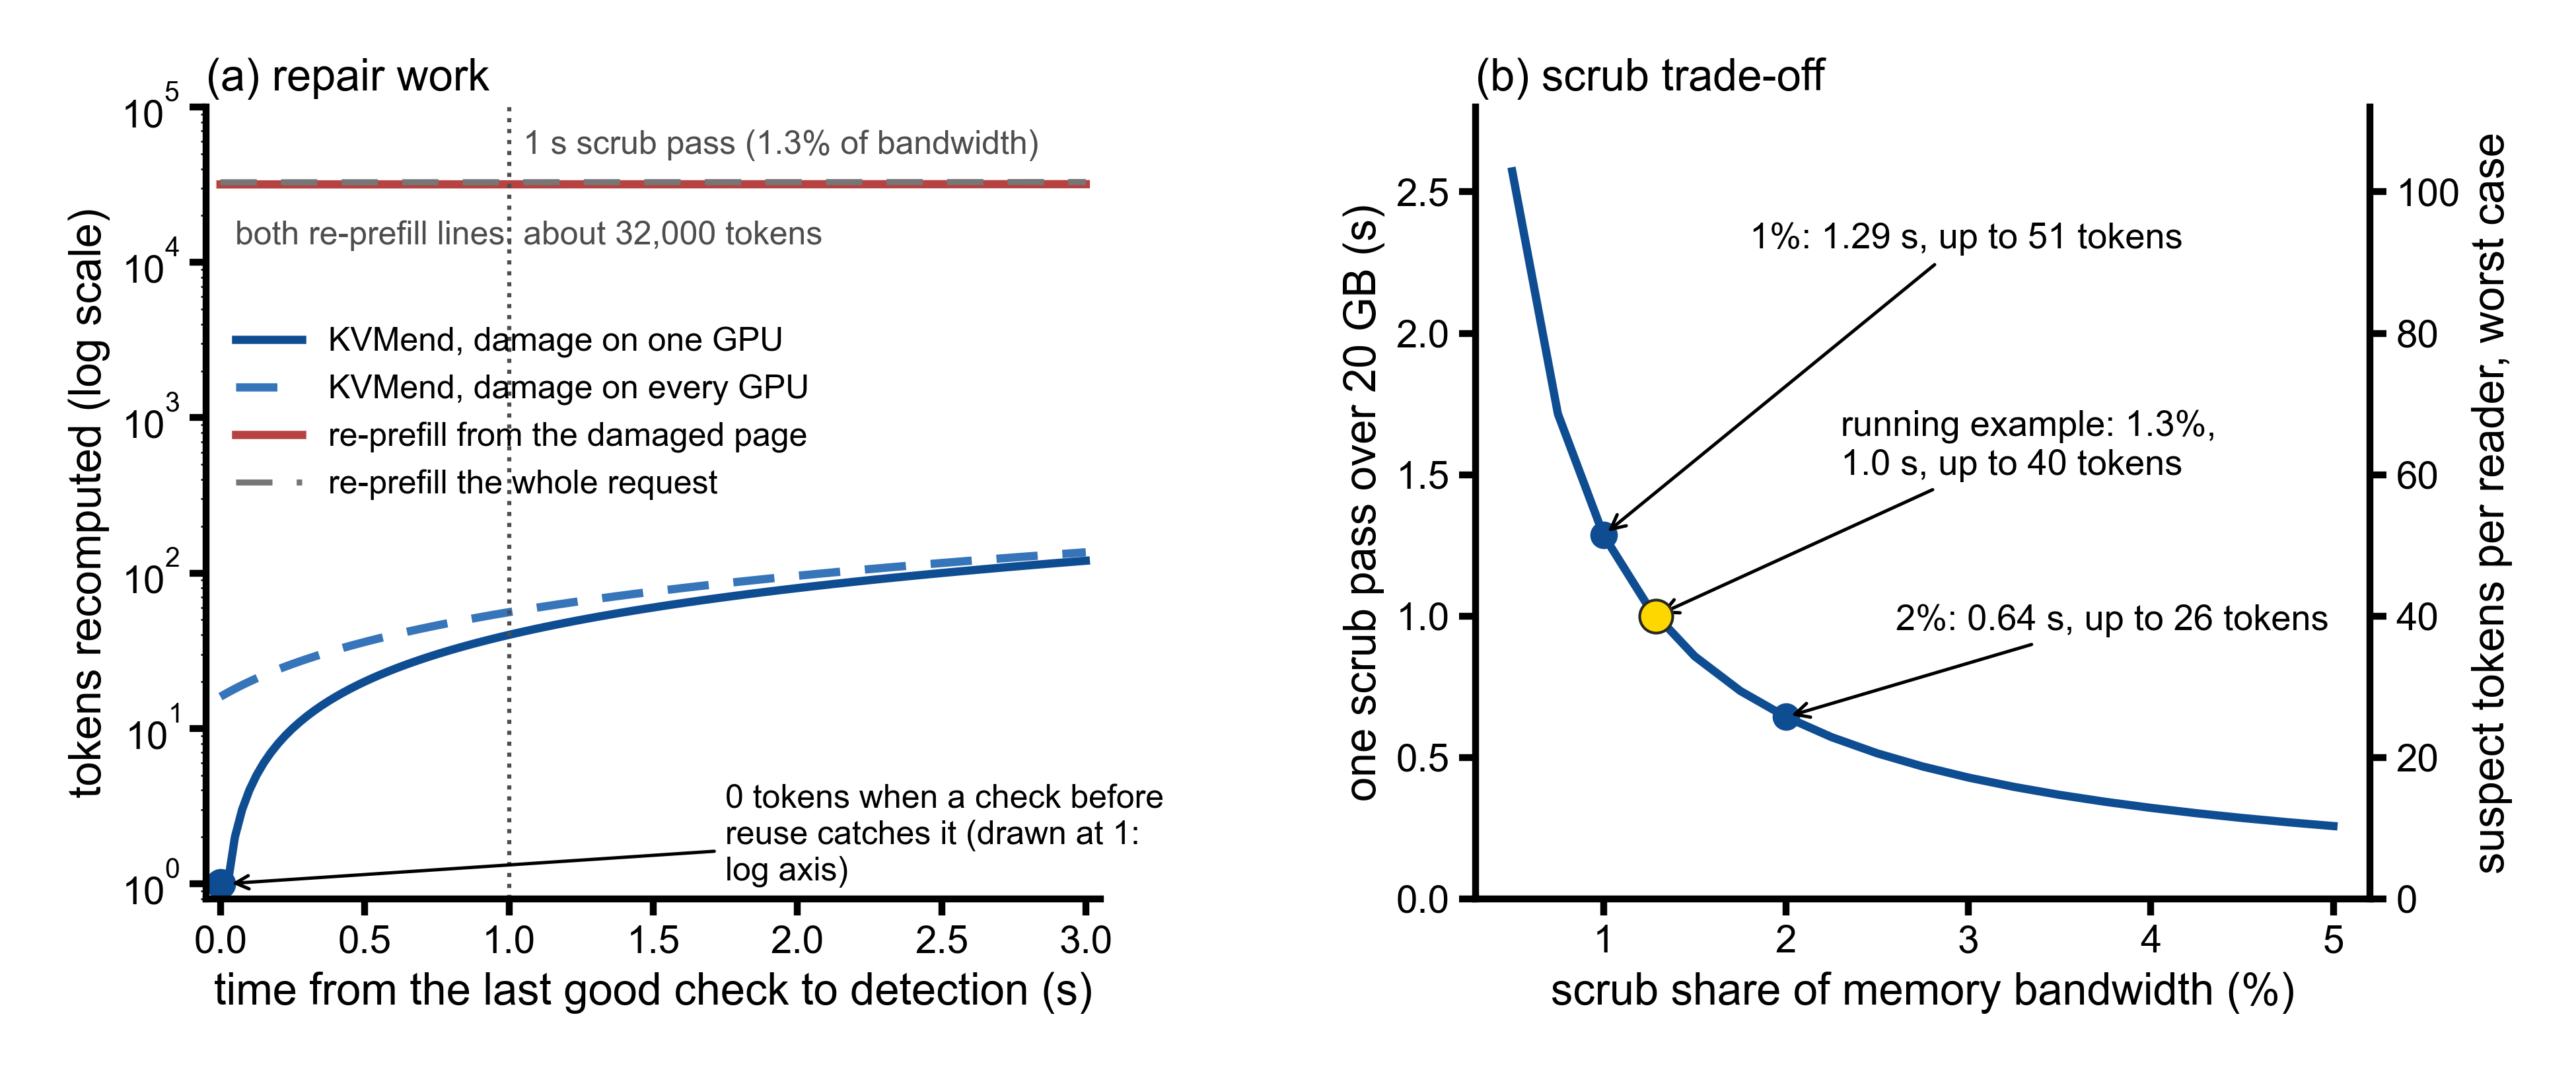 (a) repair work
10^5
10^4
10^3
10^2
10^1
10^0
tokens recomputed (log scale)
1 s scrub pass (1.3% of bandwidth)
both re-prefill lines: about 32,000 tokens
KVMend, damage on one GPU
KVMend, damage on every GPU
re-prefill from the damaged page
re-prefill the whole request
0 tokens when a check before
reuse catches it (drawn at 1:
log axis)
0.0 0.5 1.0 1.5 2.0 2.5 3.0
time from the last good check to detection (s)
(b) scrub trade-off
2.5
2.0
1.5
1.0
0.5
0.0
one scrub pass over 20 GB (s)
1%: 1.29 s, up to 51 tokens
running example: 1.3%,
1.0 s, up to 40 tokens
2%: 0.64 s, up to 26 tokens
100
80
60
40
20
0
suspect tokens per reader, worst case
1 2 3 4 5
scrub share of memory bandwidth (%)